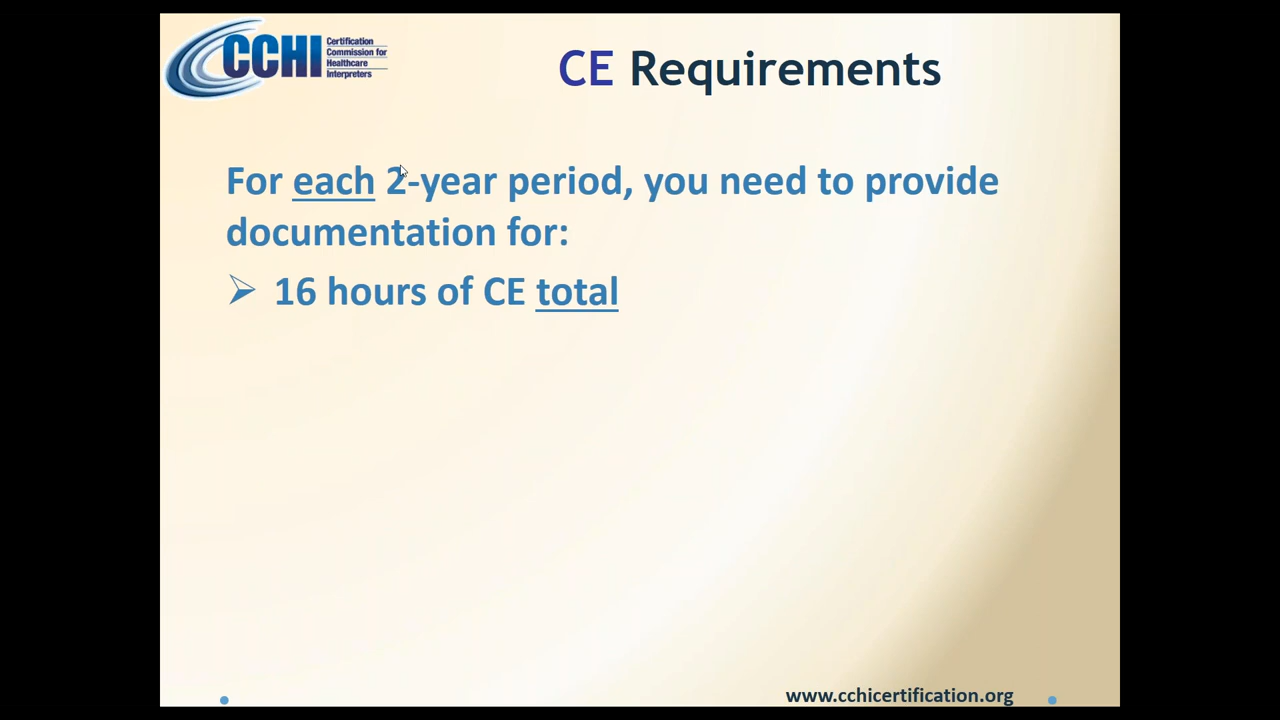 CCHI
Certification
Commission for
Healthcare
Interpreters
CE Requirements
For each 2-year period, you need to provide
documentation for:
➢ 16 hours of CE total
www.cchicertification.org